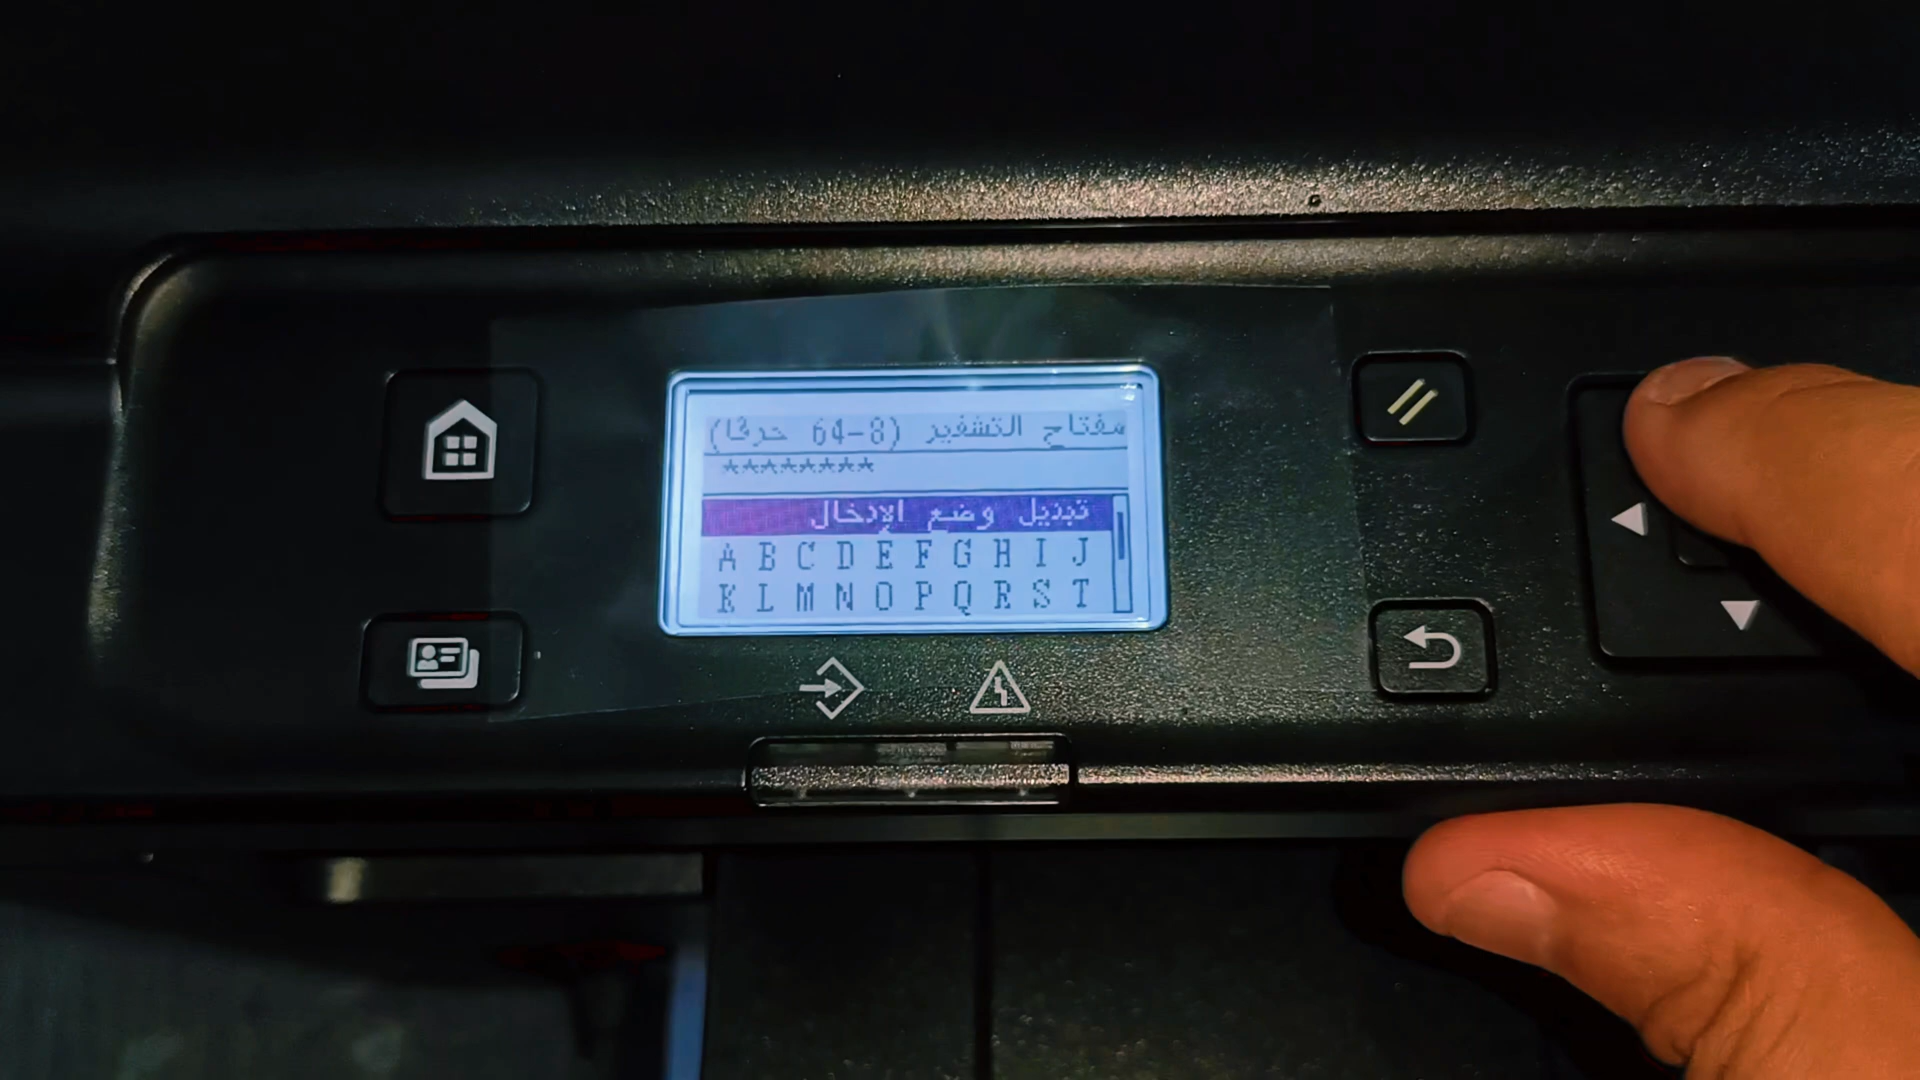 مفتاح التشفير (8-64 حرفًا)
********
تبديل وضع الإدخال
A B C D E F G H I J
K L M N O P Q R S T